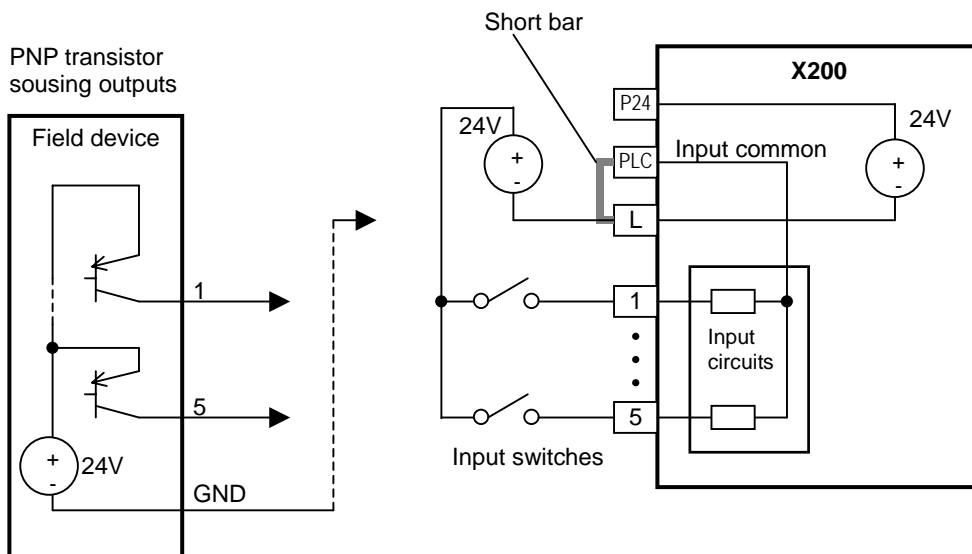 PNP transistor
sousing outputs
Field device
1
5
+
-
24V
GND
Short bar
24V
+
-
P24
PLC
L
1
5
Input switches
X200
Input common
24V
+
-
Input
circuits